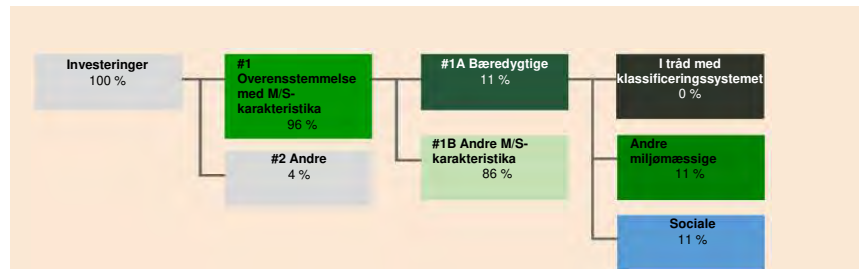 Investeringer
100 %
#1
Overensstemmelse
med M/S-
karakteristika
96 %
#2 Andre
4 %
#1A Bæredygtige
11 %
#1B Andre M/S-
karakteristika
86 %
I tråd med
klassificeringssystemet
0 %
Andre
miljømæssige
11 %
Sociale
11 %